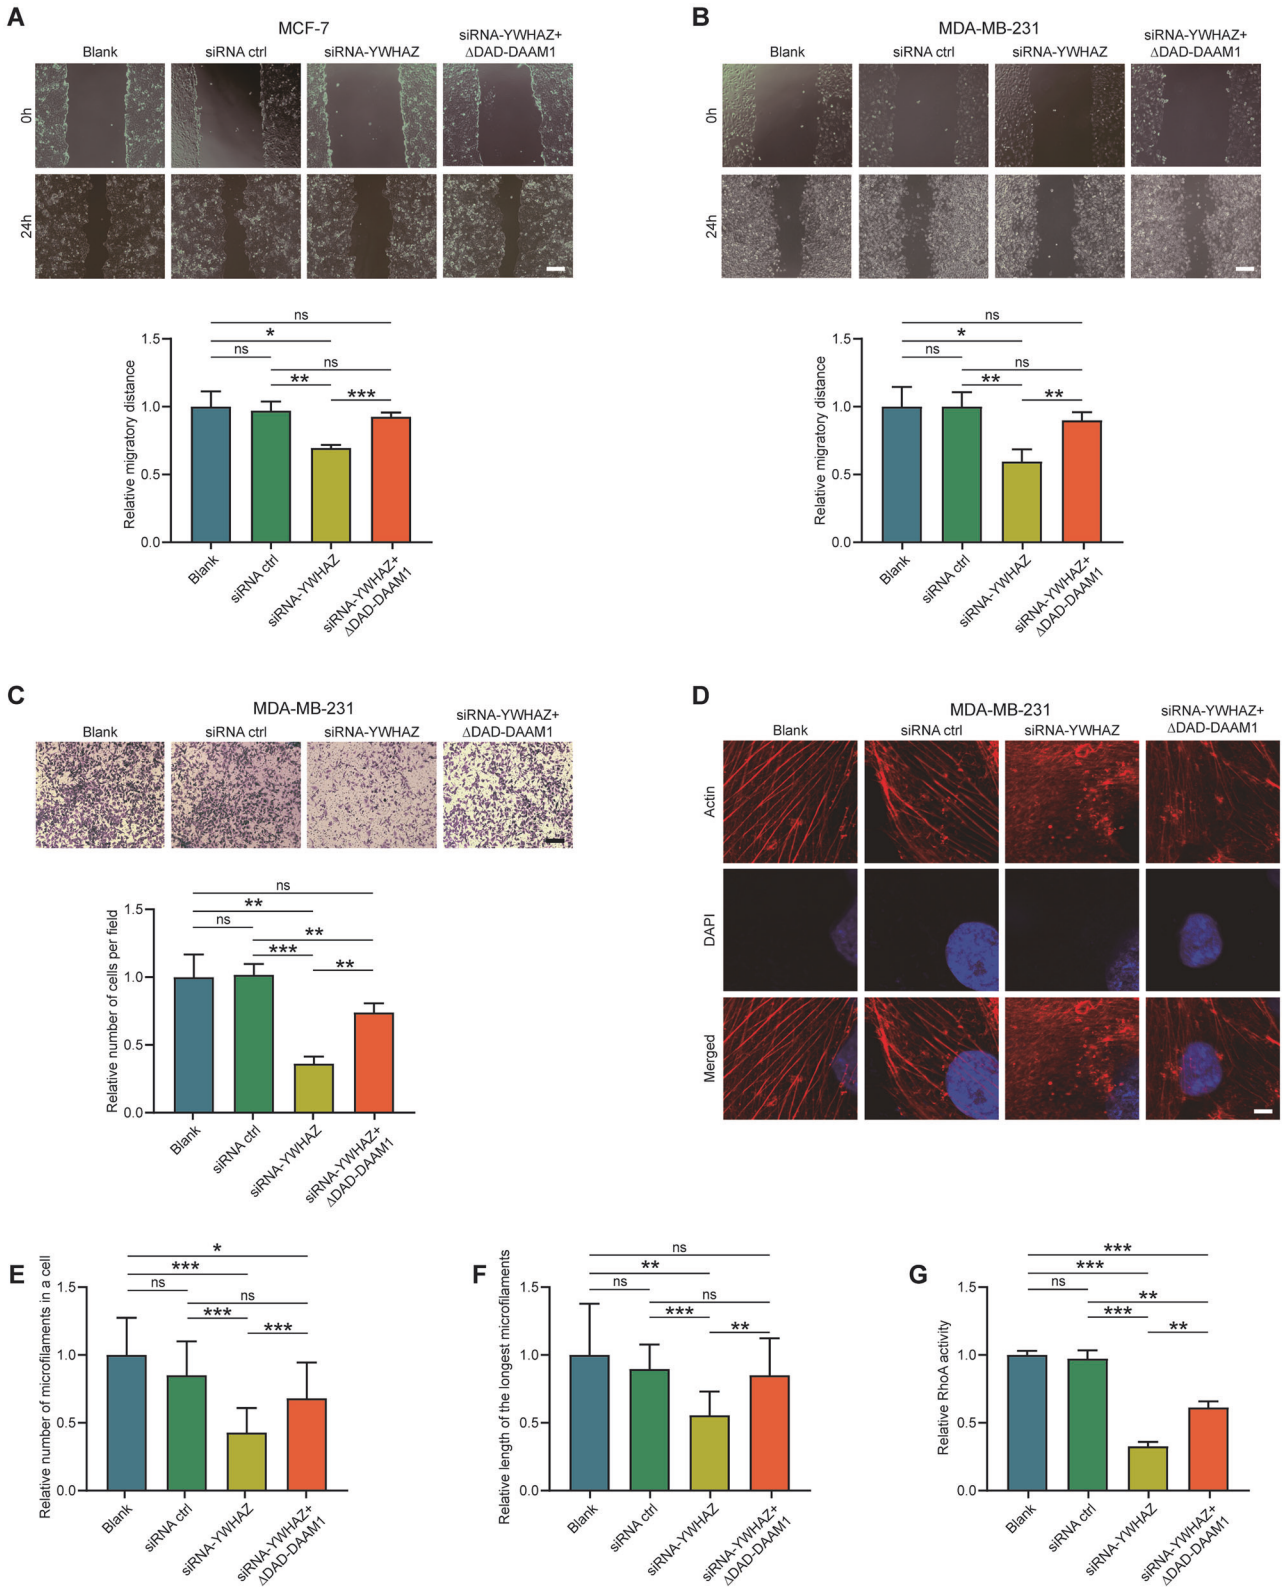 A
MCF-7
Blank
siRNA ctrl
siRNA-YWHAZ
siRNA-YWHAZ+
ΔDAD-DAAM1
0h
24h
ns
*
ns
ns
**
***
1.5
1.0
0.5
0.0
Relative migratory distance
Blank
siRNA ctrl
siRNA-YWHAZ
siRNA-YWHAZ+
ΔDAD-DAAM1
B
MDA-MB-231
Blank
siRNA ctrl
siRNA-YWHAZ
siRNA-YWHAZ+
ΔDAD-DAAM1
0h
24h
ns
*
ns
ns
**
**
1.5
1.0
0.5
0.0
Relative migratory distance
Blank
siRNA ctrl
siRNA-YWHAZ
siRNA-YWHAZ+
ΔDAD-DAAM1
C
MDA-MB-231
Blank
siRNA ctrl
siRNA-YWHAZ
siRNA-YWHAZ+
ΔDAD-DAAM1
ns
**
ns
**
***
**
1.5
1.0
0.5
0.0
Relative number of cells per field
Blank
siRNA ctrl
siRNA-YWHAZ
siRNA-YWHAZ+
ΔDAD-DAAM1
D
MDA-MB-231
Blank
siRNA ctrl
siRNA-YWHAZ
siRNA-YWHAZ+
ΔDAD-DAAM1
Actin
DAPI
Merged
E
*
***
ns
ns
***
***
1.5
1.0
0.5
0.0
Relative number of microfilaments in a cell
Blank
siRNA ctrl
siRNA-YWHAZ
siRNA-YWHAZ+
ΔDAD-DAAM1
F
ns
**
ns
ns
***
**
1.5
1.0
0.5
0.0
Relative length of the longest microfilaments
Blank
siRNA ctrl
siRNA-YWHAZ
siRNA-YWHAZ+
ΔDAD-DAAM1
G
***
***
ns
**
***
**
1.5
1.0
0.5
0.0
Relative RhoA activity
Blank
siRNA ctrl
siRNA-YWHAZ
siRNA-YWHAZ+
ΔDAD-DAAM1